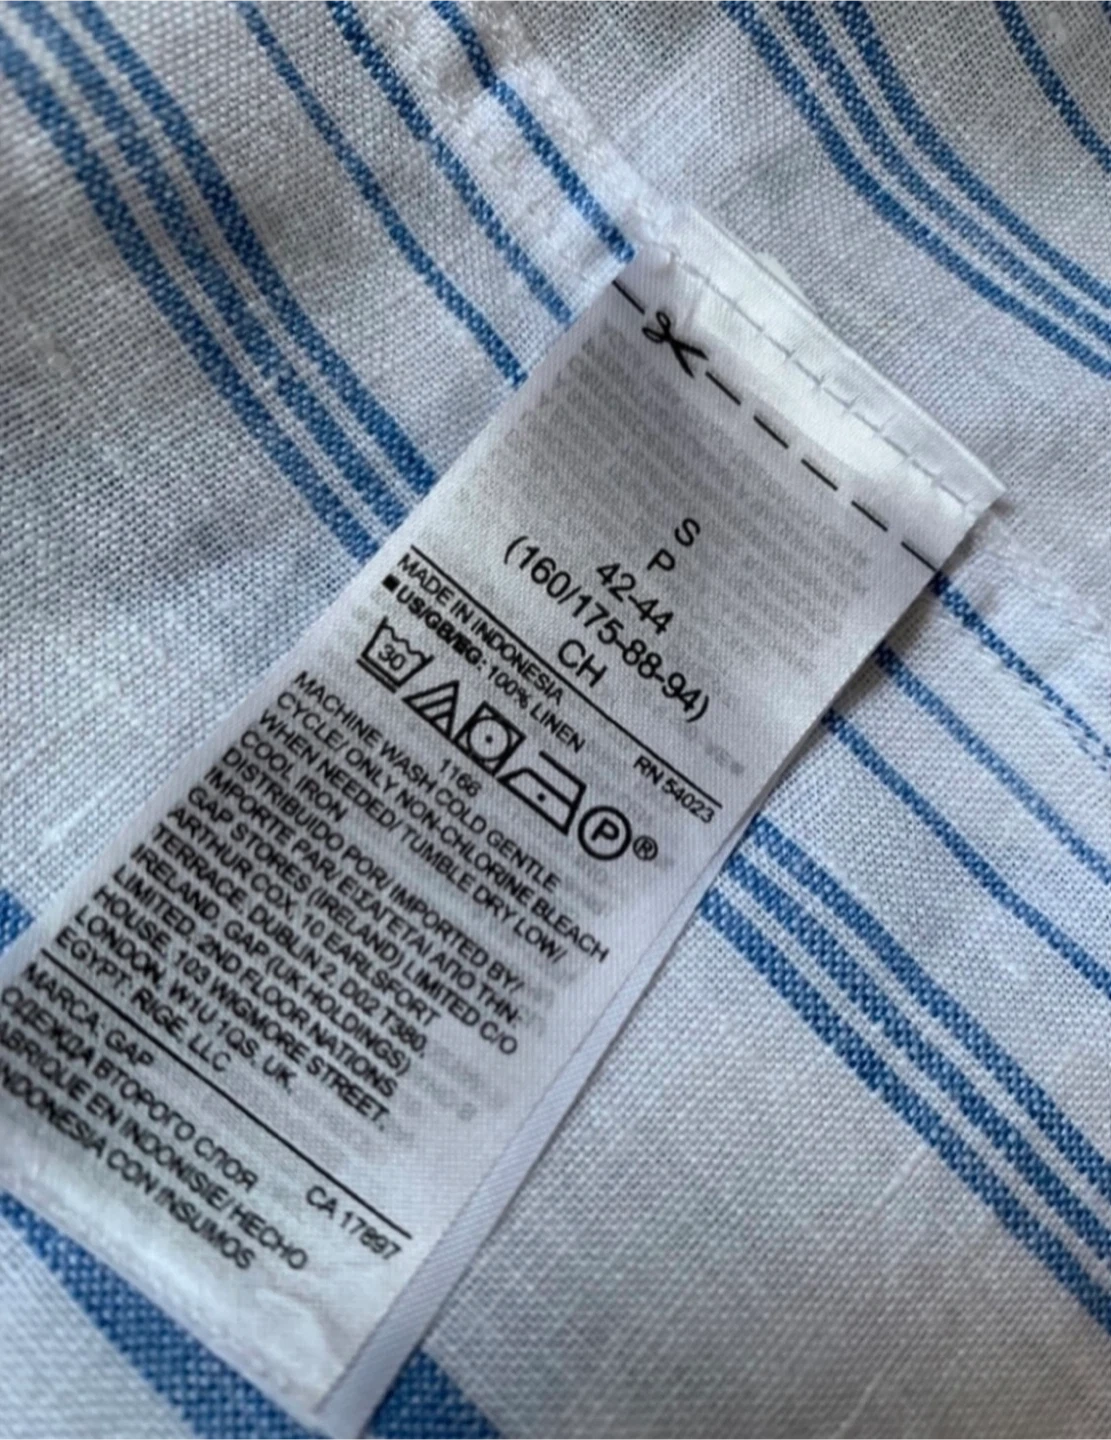 S
P
42-44
(160/175-88-94)
CH
MADE IN INDONESIA RN 54023
■US/GB/EG: 100% LINEN
30 P ®
1166
MACHINE WASH COLD GENTLE
CYCLE/ ONLY NON-CHLORINE BLEACH
WHEN NEEDED/ TUMBLE DRY LOW/
COOL IRON
DISTRIBUIDO POR/ IMPORTED BY/
IMPORTE PAR/ ΕΙΣΑΓΕΤΑΙ ΑΠΟ ΤΗΝ:
GAP STORES (IRELAND) LIMITED C/O
ARTHUR COX, 10 EARLSFORT
TERRACE, DUBLIN 2, D02 T380,
IRELAND. GAP (UK HOLDINGS)
LIMITED, 2ND FLOOR NATIONS
HOUSE, 103 WIGMORE STREET,
LONDON, W1U 1QS, UK.
EGYPT: RIGE, LLC
MARCA: GAP CA 17897
ОДЕЖДА ВТОРОГО СЛОЯ
FABRIQUE EN INDONISIE/ HECHO
INDONESIA CON INSUMOS